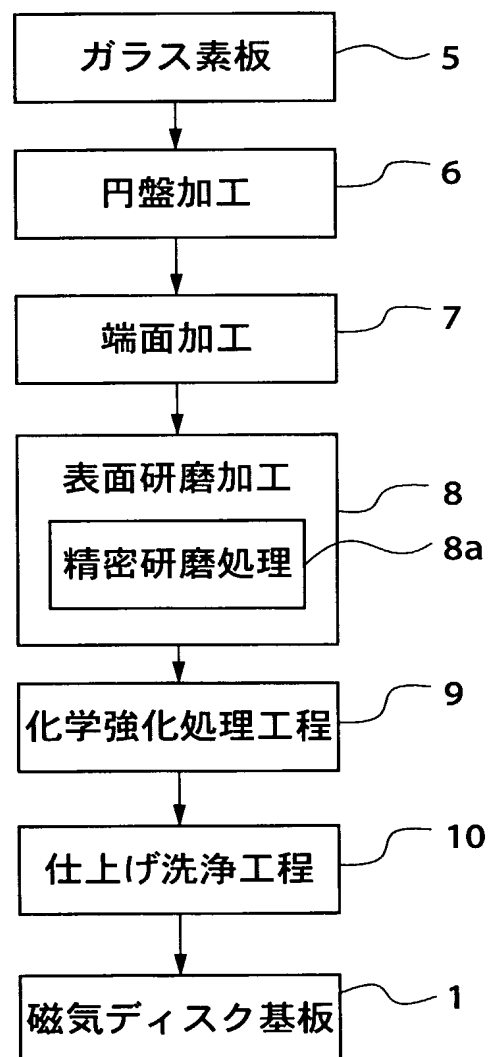 ガラス素板 5
円盤加工 6
端面加工 7
表面研磨加工 8
精密研磨処理 8a
化学強化処理工程 9
仕上げ洗浄工程 10
磁気ディスク基板 1